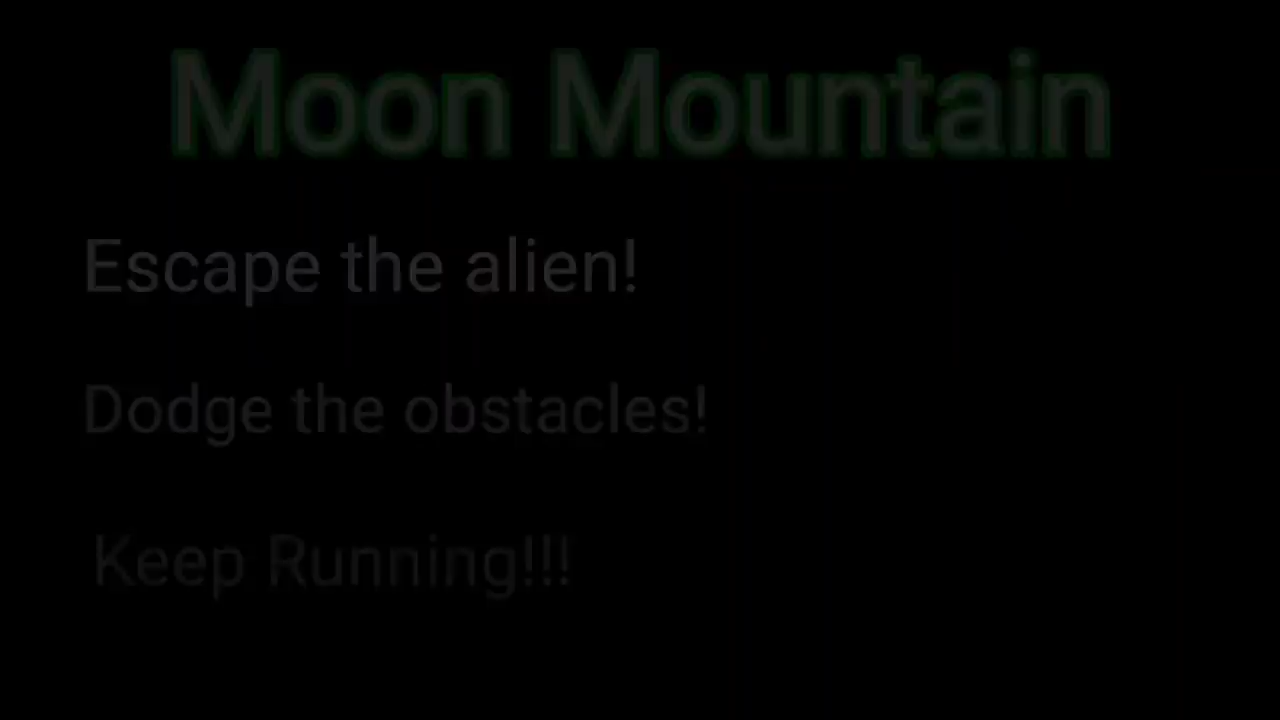 Moon Mountain
Escape the alien!
Dodge the obstacles!
Keep Running!!!